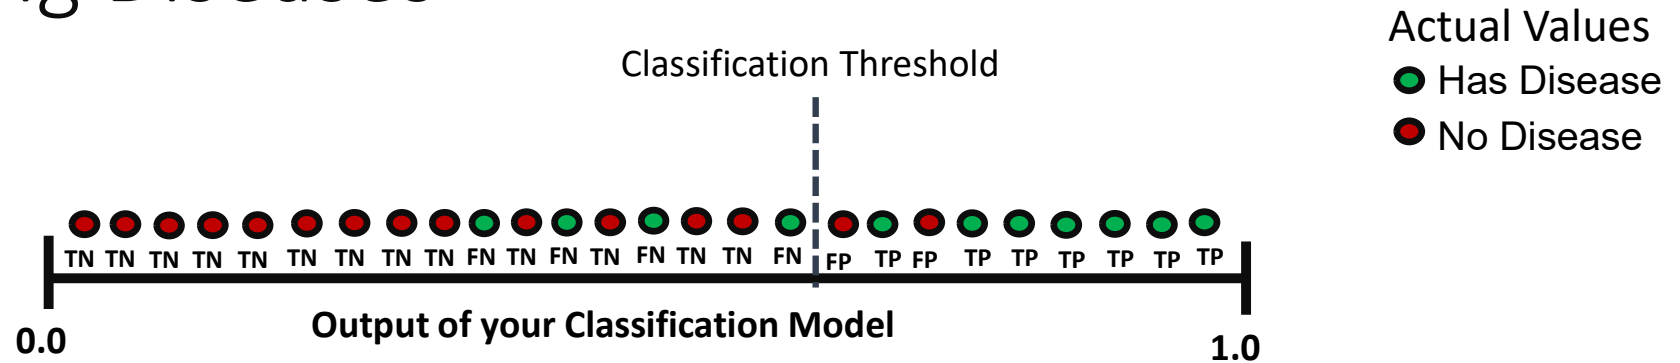 Diseases
Classification Threshold
Actual Values
Has Disease
No Disease
TN TN TN TN TN TN TN TN TN FN TN FN TN FN TN TN FN FP TP FP TP TP TP TP TP TP
0.0
Output of your Classification Model
1.0